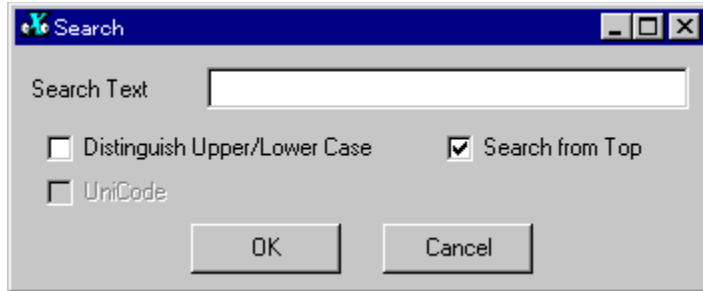 Search
Search Text
Distinguish Upper/Lower Case Search from Top
UniCode
OK Cancel